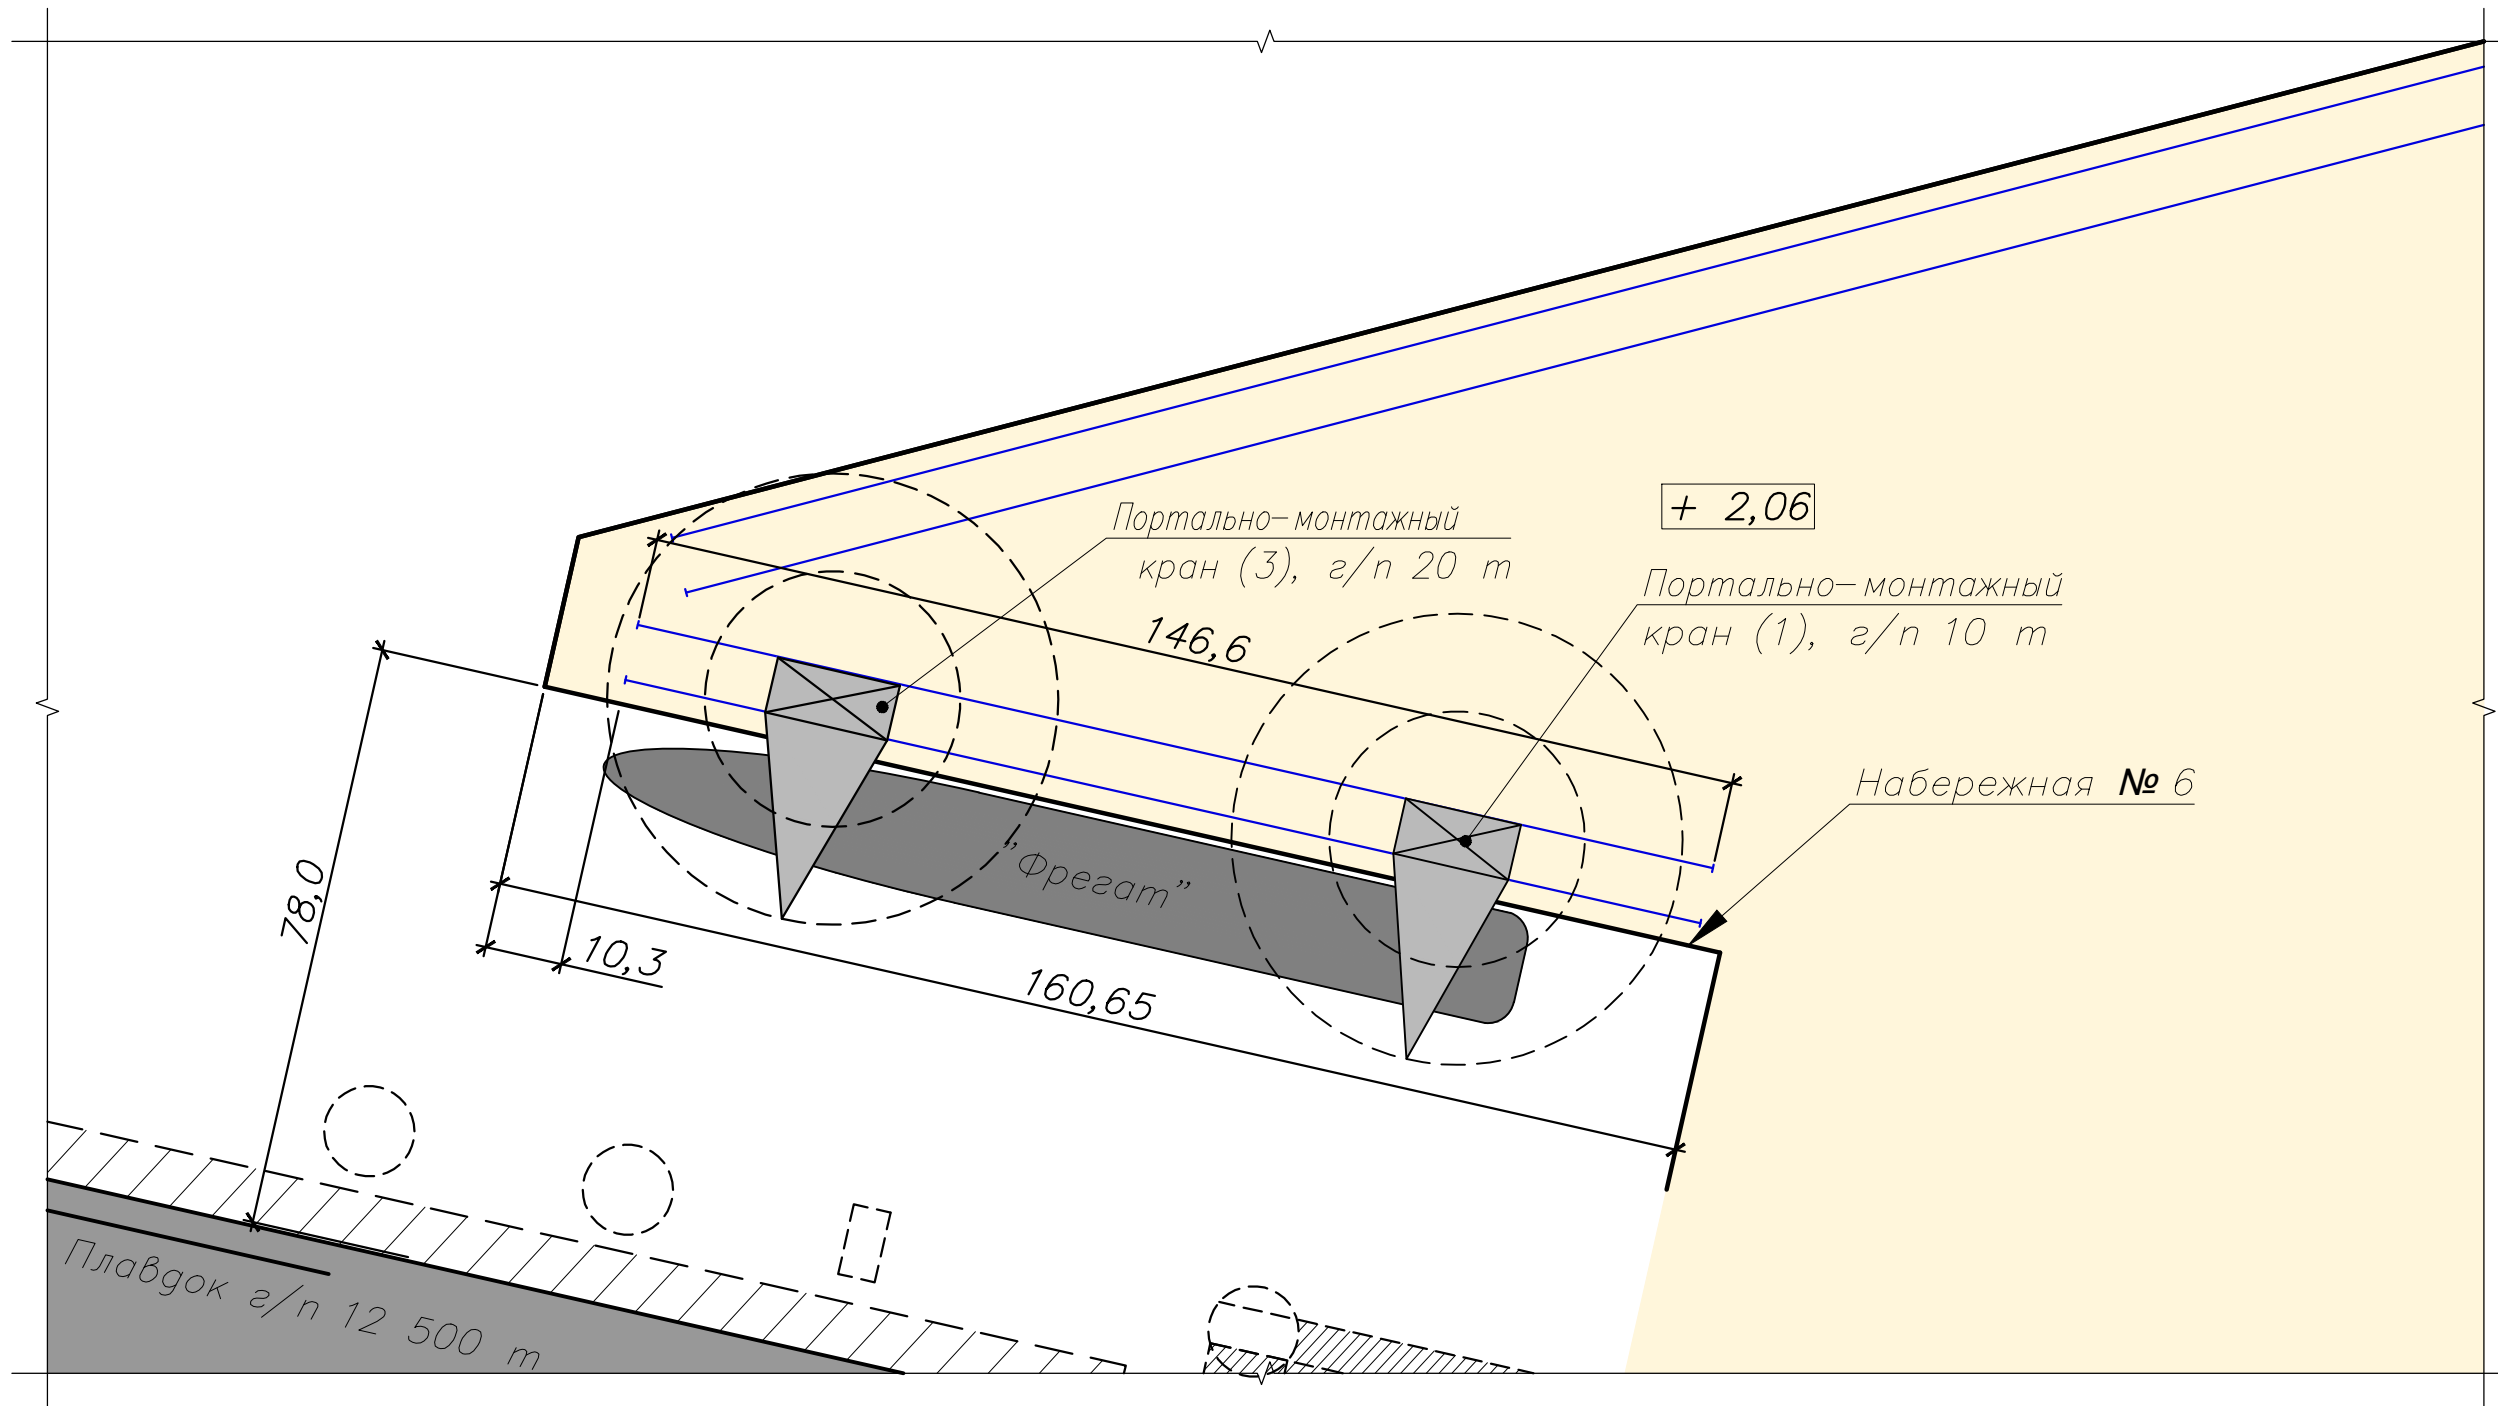 Портально-монтажный
кран (3), г/п 20 т
+ 2,06
Портально-монтажный
кран (1), г/п 10 т
146,6
Набережная № 6
„Фрегат”
78,0
10,3
160,65
Плавдок г/п 12 500 т